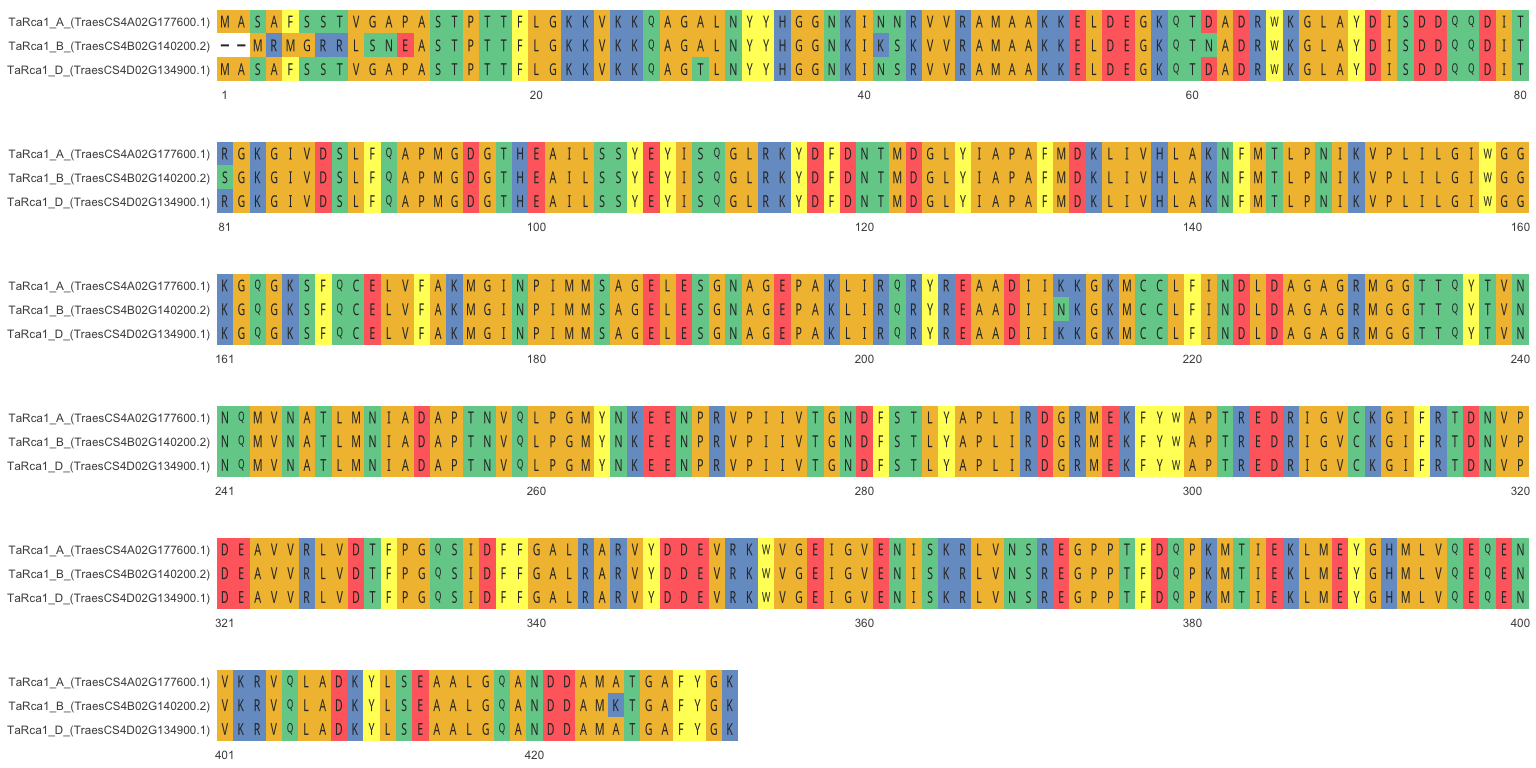 TaRca1_A_(TraesCS4A02G177600.1) MASAFSSTVGAPASTPTTFLGKKVKKQAGALNYYHGGNKINNRVVRAMAAKKELDEGKQTDADRWKGLAYDISDDQQDIT
TaRca1_B_(TraesCS4B02G140200.2) --MRMGRRLSNEASTPTTFLGKKVKKQAGALNYYHGGNKIKSKVVRAMAAKKELDEGKQTNADRWKGLAYDISDDQQDIT
TaRca1_D_(TraesCS4D02G134900.1) MASAFSSTVGAPASTPTTFLGKKVKKQAGTLNYYHGGNKINSRVVRAMAAKKELDEGKQTDADRWKGLAYDISDDQQDIT
1 20 40 60 80
TaRca1_A_(TraesCS4A02G177600.1) RGKGIVDSLFQAPMGDGTHEAILSSYEYISQGLRKYDFDNTMDGLYIAPAFMDKLIVHLAKNFMTLPNIKVPLILGIWGG
TaRca1_B_(TraesCS4B02G140200.2) SGKGIVDSLFQAPMGDGTHEAILSSYEYISQGLRKYDFDNTMDGLYIAPAFMDKLIVHLAKNFMTLPNIKVPLILGIWGG
TaRca1_D_(TraesCS4D02G134900.1) RGKGIVDSLFQAPMGDGTHEAILSSYEYISQGLRKYDFDNTMDGLYIAPAFMDKLIVHLAKNFMTLPNIKVPLILGIWGG
81 100 120 140 160
TaRca1_A_(TraesCS4A02G177600.1) KGQGKSFQCELVFAKMGINPIMMSAGELESGNAGEPAKLIRQRYREAADIIKKGKMCCLFINDLDAGAGRMGGTTQYTVN
TaRca1_B_(TraesCS4B02G140200.2) KGQGKSFQCELVFAKMGINPIMMSAGELESGNAGEPAKLIRQRYREAADIINKGKMCCLFINDLDAGAGRMGGTTQYTVN
TaRca1_D_(TraesCS4D02G134900.1) KGQGKSFQCELVFAKMGINPIMMSAGELESGNAGEPAKLIRQRYREAADIIKKGKMCCLFINDLDAGAGRMGGTTQYTVN
161 180 200 220 240
TaRca1_A_(TraesCS4A02G177600.1) NQMVNATLMNIADAPTNVQLPGMYNKEENPRVPIIVTGNDFSTLYAPLIRDGRMEKFYWAPTREDRIGVCKGIFRTDNVP
TaRca1_B_(TraesCS4B02G140200.2) NQMVNATLMNIADAPTNVQLPGMYNKEENPRVPIIVTGNDFSTLYAPLIRDGRMEKFYWAPTREDRIGVCKGIFRTDNVP
TaRca1_D_(TraesCS4D02G134900.1) NQMVNATLMNIADAPTNVQLPGMYNKEENPRVPIIVTGNDFSTLYAPLIRDGRMEKFYWAPTREDRIGVCKGIFRTDNVP
241 260 280 300 320
TaRca1_A_(TraesCS4A02G177600.1) DEAVVRLVDTFPGQSIDFFGALRARVYDDEVRKWVGEIGVENISKRLVNSREGPPTFDQPKMTIEKLMEYGHMLVQEQEN
TaRca1_B_(TraesCS4B02G140200.2) DEAVVRLVDTFPGQSIDFFGALRARVYDDEVRKWVGEIGVENISKRLVNSREGPPTFDQPKMTIEKLMEYGHMLVQEQEN
TaRca1_D_(TraesCS4D02G134900.1) DEAVVRLVDTFPGQSIDFFGALRARVYDDEVRKWVGEIGVENISKRLVNSREGPPTFDQPKMTIEKLMEYGHMLVQEQEN
321 340 360 380 400
TaRca1_A_(TraesCS4A02G177600.1) VKRVQLADKYLSEAALGQANDDAMATGAFYGK
TaRca1_B_(TraesCS4B02G140200.2) VKRVQLADKYLSEAALGQANDDAMKTGAFYGK
TaRca1_D_(TraesCS4D02G134900.1) VKRVQLADKYLSEAALGQANDDAMATGAFYGK
401 420